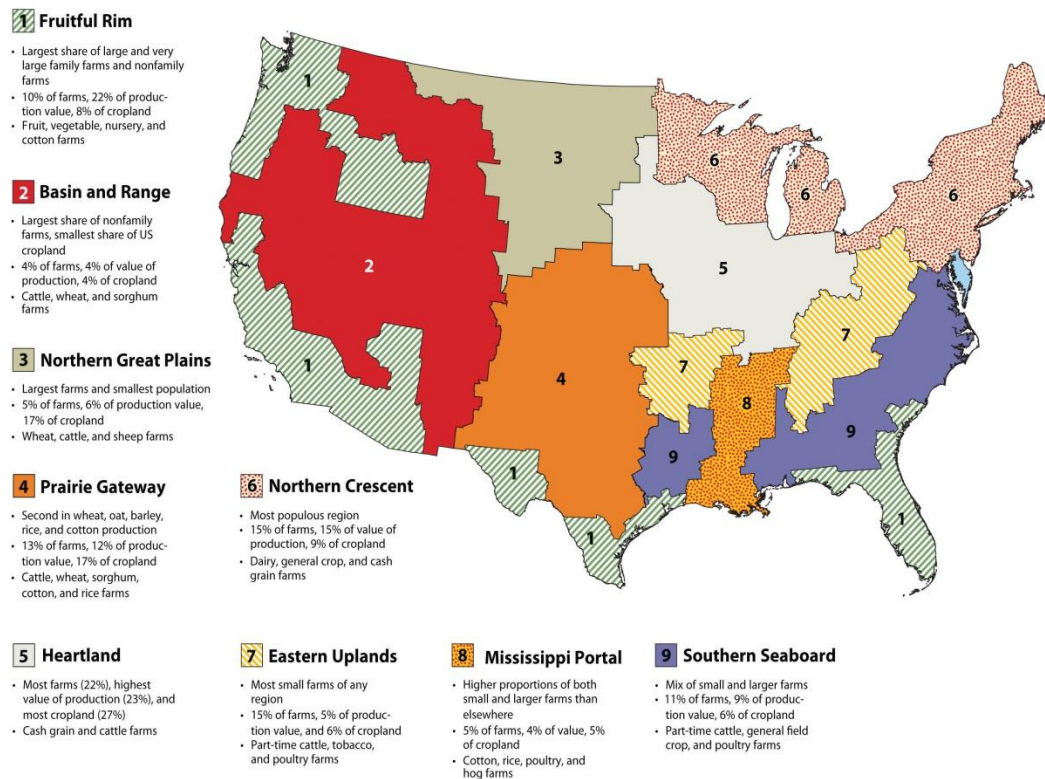 1 Fruitful Rim
• Largest share of large and very
large family farms and nonfamily
farms
• 10% of farms, 22% of produc-
tion value, 8% of cropland
• Fruit, vegetable, nursery, and
cotton farms
2 Basin and Range
• Largest share of nonfamily
farms, smallest share of US
cropland
• 4% of farms, 4% of value of
production, 4% of cropland
• Cattle, wheat, and sorghum
farms
3 Northern Great Plains
• Largest farms and smallest population
• 5% of farms, 6% of production value,
17% of cropland
• Wheat, cattle, and sheep farms
4 Prairie Gateway
• Second in wheat, oat, barley,
rice, and cotton production
• 13% of farms, 12% of produc-
tion value, 17% of cropland
• Cattle, wheat, sorghum,
cotton, and rice farms
6 Northern Crescent
• Most populous region
• 15% of farms, 15% of value of
production, 9% of cropland
• Dairy, general crop, and cash
grain farms
5 Heartland
• Most farms (22%), highest
value of production (23%), and
most cropland (27%)
• Cash grain and cattle farms
7 Eastern Uplands
• Most small farms of any
region
• 15% of farms, 5% of produc-
tion value, and 6% of cropland
• Part-time cattle, tobacco,
and poultry farms
8 Mississippi Portal
• Higher proportions of both
small and larger farms than
elsewhere
• 5% of farms, 4% of value, 5%
of cropland
• Cotton, rice, poultry, and
hog farms
9 Southern Seaboard
• Mix of small and larger farms
• 11% of farms, 9% of produc-
tion value, 6% of cropland
• Part-time cattle, general field
crop, and poultry farms
1
3
6
6
6
2
5
1
7
7
4
8
9
9
1
1
1